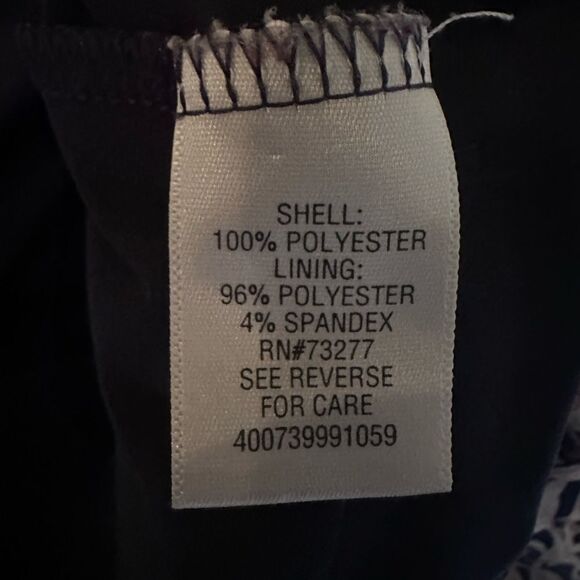 SHELL:
100% POLYESTER
LINING:
96% POLYESTER
4% SPANDEX
RN#73277
SEE REVERSE
FOR CARE
400739991059